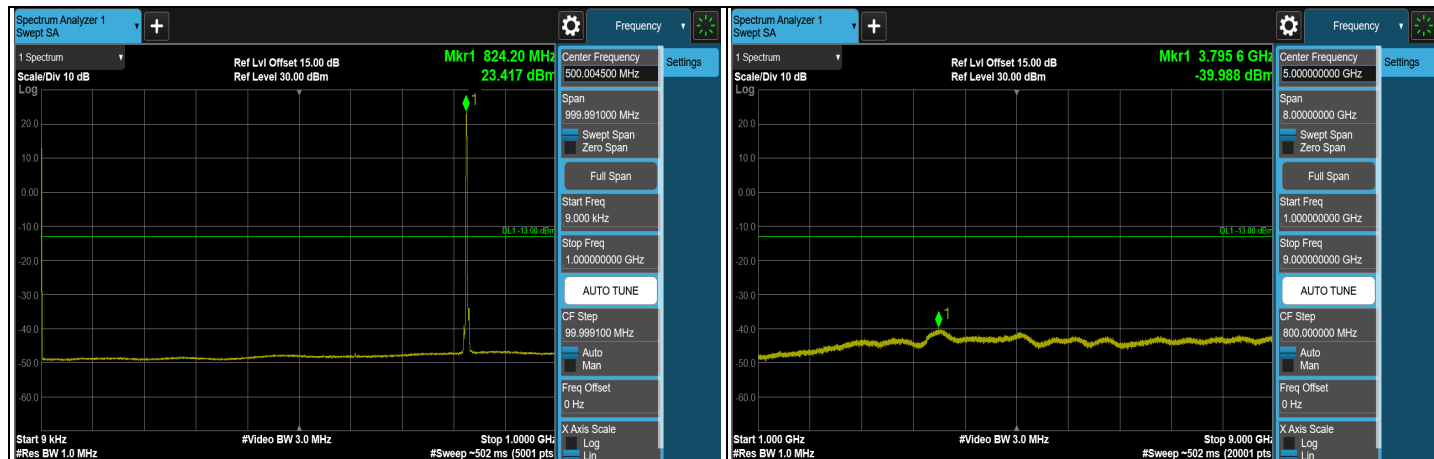 Spectrum Analyzer 1
Swept SA
+
Frequency
1 Spectrum
Scale/Div 10 dB
Log
Ref Lvl Offset 15.00 dB
Ref Level 30.00 dBm
Mkr1 824.20 MHz
23.417 dBm
1
20.0
10.0
0.00
-10.0
-20.0
-30.0
-40.0
-50.0
-60.0
DL1 -13.00 dBm
Start 9 kHz
#Res BW 1.0 MHz
#Video BW 3.0 MHz
Stop 1.0000 GHz
#Sweep ~502 ms (5001 pts
Center Frequency
500.004500 MHz
Settings
Span
999.991000 MHz
Swept Span
Zero Span
Full Span
Start Freq
9.000 kHz
Stop Freq
1.000000000 GHz
AUTO TUNE
CF Step
99.999100 MHz
Auto
Man
Freq Offset
0 Hz
X Axis Scale
Log
Lin
Spectrum Analyzer 1
Swept SA
+
Frequency
1 Spectrum
Scale/Div 10 dB
Log
Ref Lvl Offset 15.00 dB
Ref Level 30.00 dBm
Mkr1 3.795 6 GHz
-39.988 dBm
1
20.0
10.0
0.00
-10.0
-20.0
-30.0
-40.0
-50.0
-60.0
DL1 -13.00 dBm
Start 1.000 GHz
#Res BW 1.0 MHz
#Video BW 3.0 MHz
Stop 9.000 GHz
#Sweep ~502 ms (20001 pts
Center Frequency
5.000000000 GHz
Settings
Span
8.00000000 GHz
Swept Span
Zero Span
Full Span
Start Freq
1.000000000 GHz
Stop Freq
9.000000000 GHz
AUTO TUNE
CF Step
800.000000 MHz
Auto
Man
Freq Offset
0 Hz
X Axis Scale
Log
Lin